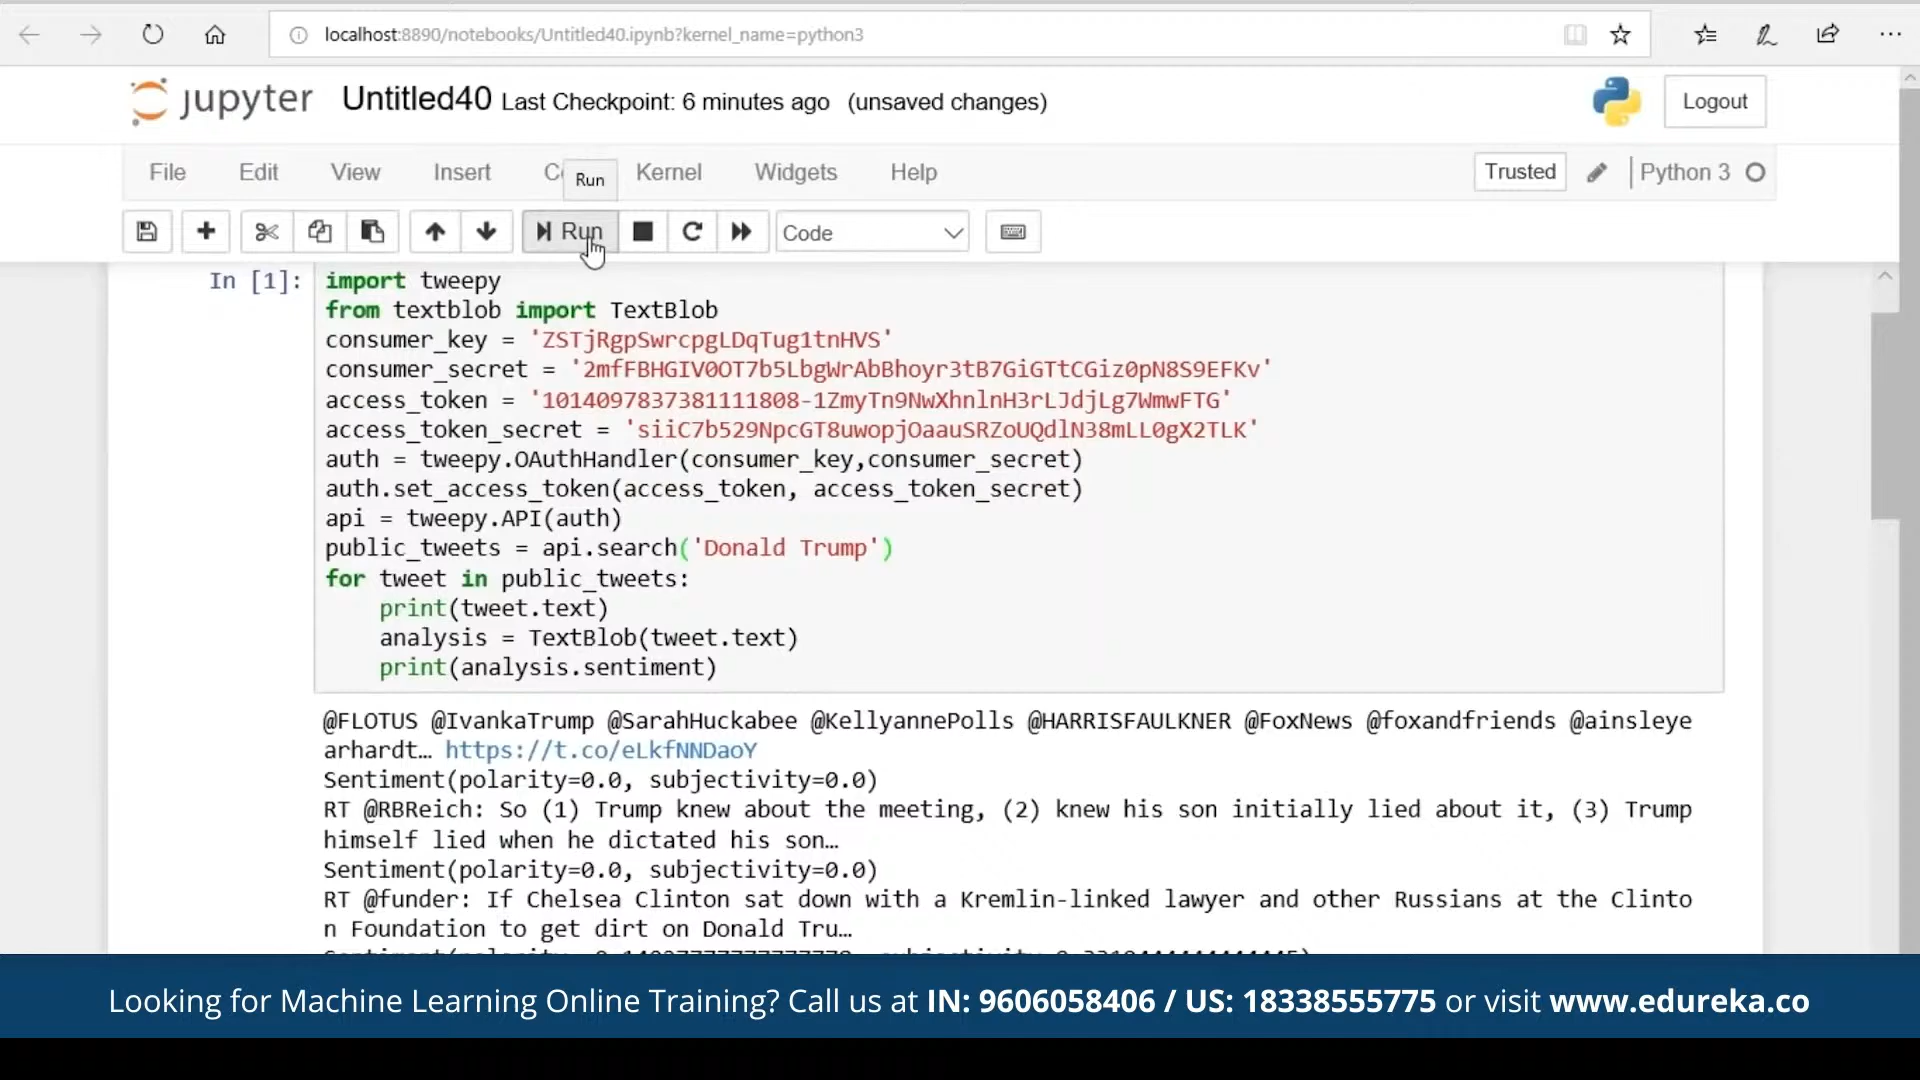 localhost:8890/notebooks/Untitled40.ipynb?kernel_name=python3
jupyter Untitled40 Last Checkpoint: 6 minutes ago (unsaved changes)
Logout
File Edit View Insert Kernel Widgets Help
Run
Trusted Python 3
Run Code
In [1]: import tweepy
from textblob import TextBlob
consumer_key = 'ZSTjRgpSwrcpgLDqTug1tnHVS'
consumer_secret = '2mfFBHGIV0OT7b5LbgWrAbBhoyr3tB7GiGTtCGiz0pN8S9EFKv'
access_token = '1014097837381111808-1ZmyTn9NwXhnlnH3rLJdjLg7WmwFTG'
access_token_secret = 'siiC7b529NpcGT8uwopjOaauSRZoUQdlN38mLL0gX2TLK'
auth = tweepy.OAuthHandler(consumer_key,consumer_secret)
auth.set_access_token(access_token, access_token_secret)
api = tweepy.API(auth)
public_tweets = api.search('Donald Trump')
for tweet in public_tweets:
print(tweet.text)
analysis = TextBlob(tweet.text)
print(analysis.sentiment)
@FLOTUS @IvankaTrump @SarahHuckabee @KellyannePolls @HARRISFAULKNER @FoxNews @foxandfriends @ainsleye
arhardt… https://t.co/eLkfNNDaoY
Sentiment(polarity=0.0, subjectivity=0.0)
RT @RBReich: So (1) Trump knew about the meeting, (2) knew his son initially lied about it, (3) Trump
himself lied when he dictated his son…
Sentiment(polarity=0.0, subjectivity=0.0)
RT @funder: If Chelsea Clinton sat down with a Kremlin-linked lawyer and other Russians at the Clinto
n Foundation to get dirt on Donald Tru…
Looking for Machine Learning Online Training? Call us at IN: 9606058406 / US: 18338555775 or visit www.edureka.co